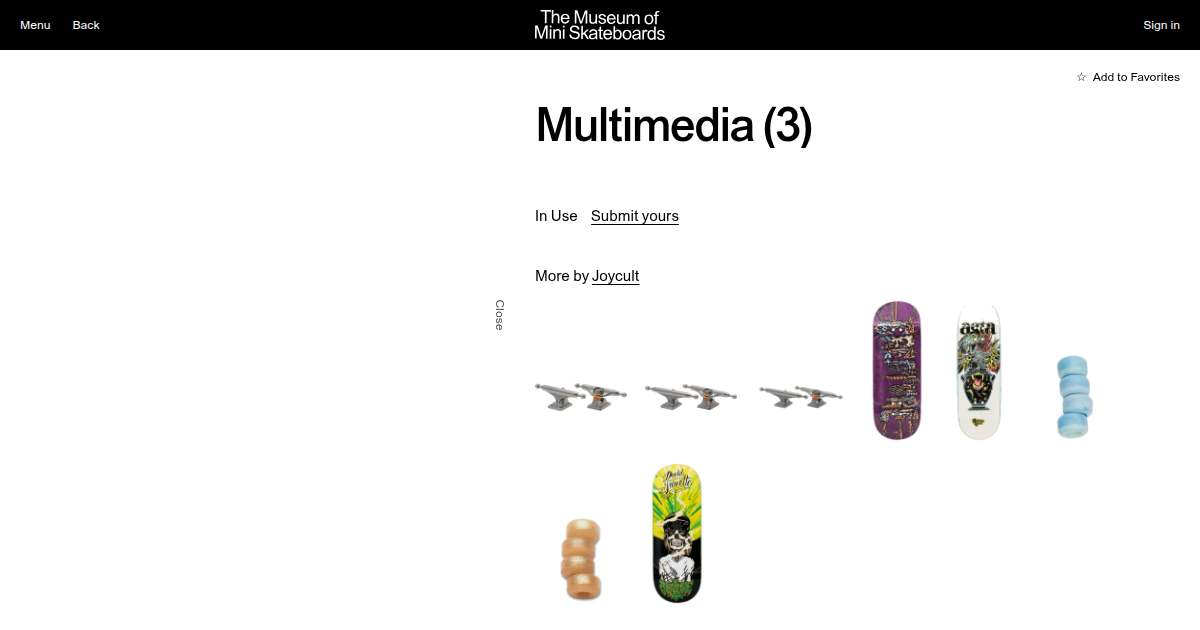 Menu
Back
The Museum of
Mini Skateboards
Sign in
☆ Add to Favorites
Multimedia (3)
In Use Submit yours
More by Joycult
Close
asta